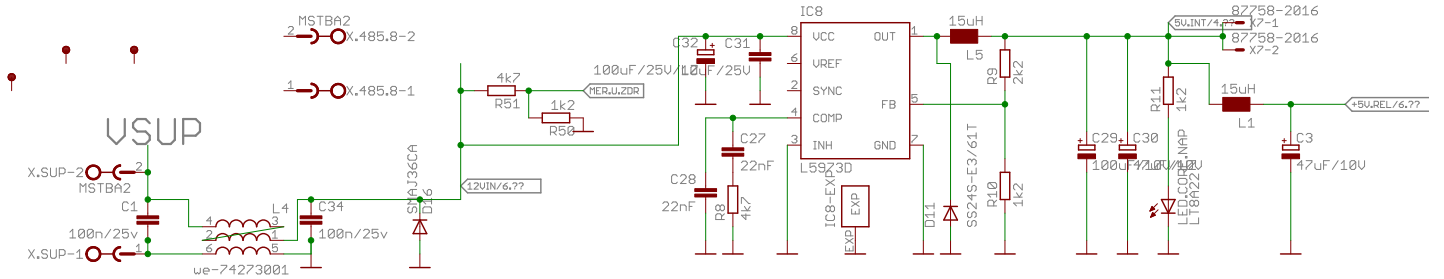 MSTBA2
2 X.485.8-2
1 X.485.8-1
VSUP
X.SUP-2 2
MSTBA2
C1
100n/25v
X.SUP-1 1
4 3
2 1
6 5
L4
we-74273001
C34
100n/25v
SMAJ36CA
D16
12VIN/6.??
4k7
R51
MER.U.ZDR
1k2
R50
C32
C31
IC8
8 VCC OUT 1
6 VREF
2 SYNC
FB 5
4 COMP
3 INH GND 7
L5973D
C27
22nF
C28
22nF
R8
4k7
IC8-EXP
EXP
EXP
15uH
L5
D11
SS24S-E3/61T
R9
2k2
R10
1k2
C29
C30
5V.INT/4.??
87758-2016
X7-1
87758-2016
X7-2
R11
1k2
LT8A22
15uH
L1
+5V.REL/6.??
C3
47uF/10V